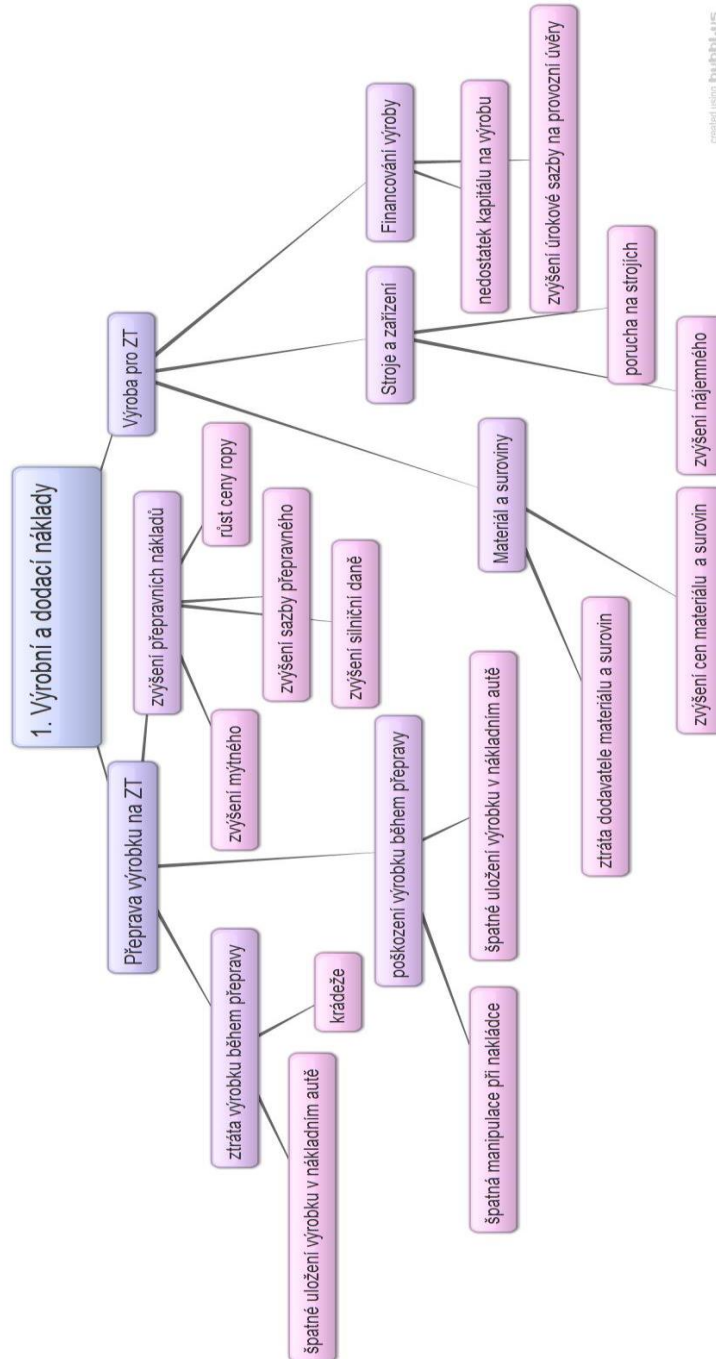 1. Výrobní a dodací náklady
Přeprava výrobku na ZT
Výroba pro ZT
ztráta výrobku během přepravy
zvýšení přepravních nákladů
špatné uložení výrobku v nákladním autě
krádeže
zvýšení mýtného
růst ceny ropy
zvýšení sazby přepravného
zvýšení silniční daně
poškození výrobku během přepravy
špatná manipulace při nakládce
špatné uložení výrobku v nákladním autě
Materiál a suroviny
Stroje a zařízení
Financování výroby
ztráta dodavatele materiálu a surovin
zvýšení cen materiálu a surovin
zvýšení nájemného
porucha na strojích
nedostatek kapitálu na výrobu
zvýšení úrokové sazby na provozní úvěry
created using bubbl.us